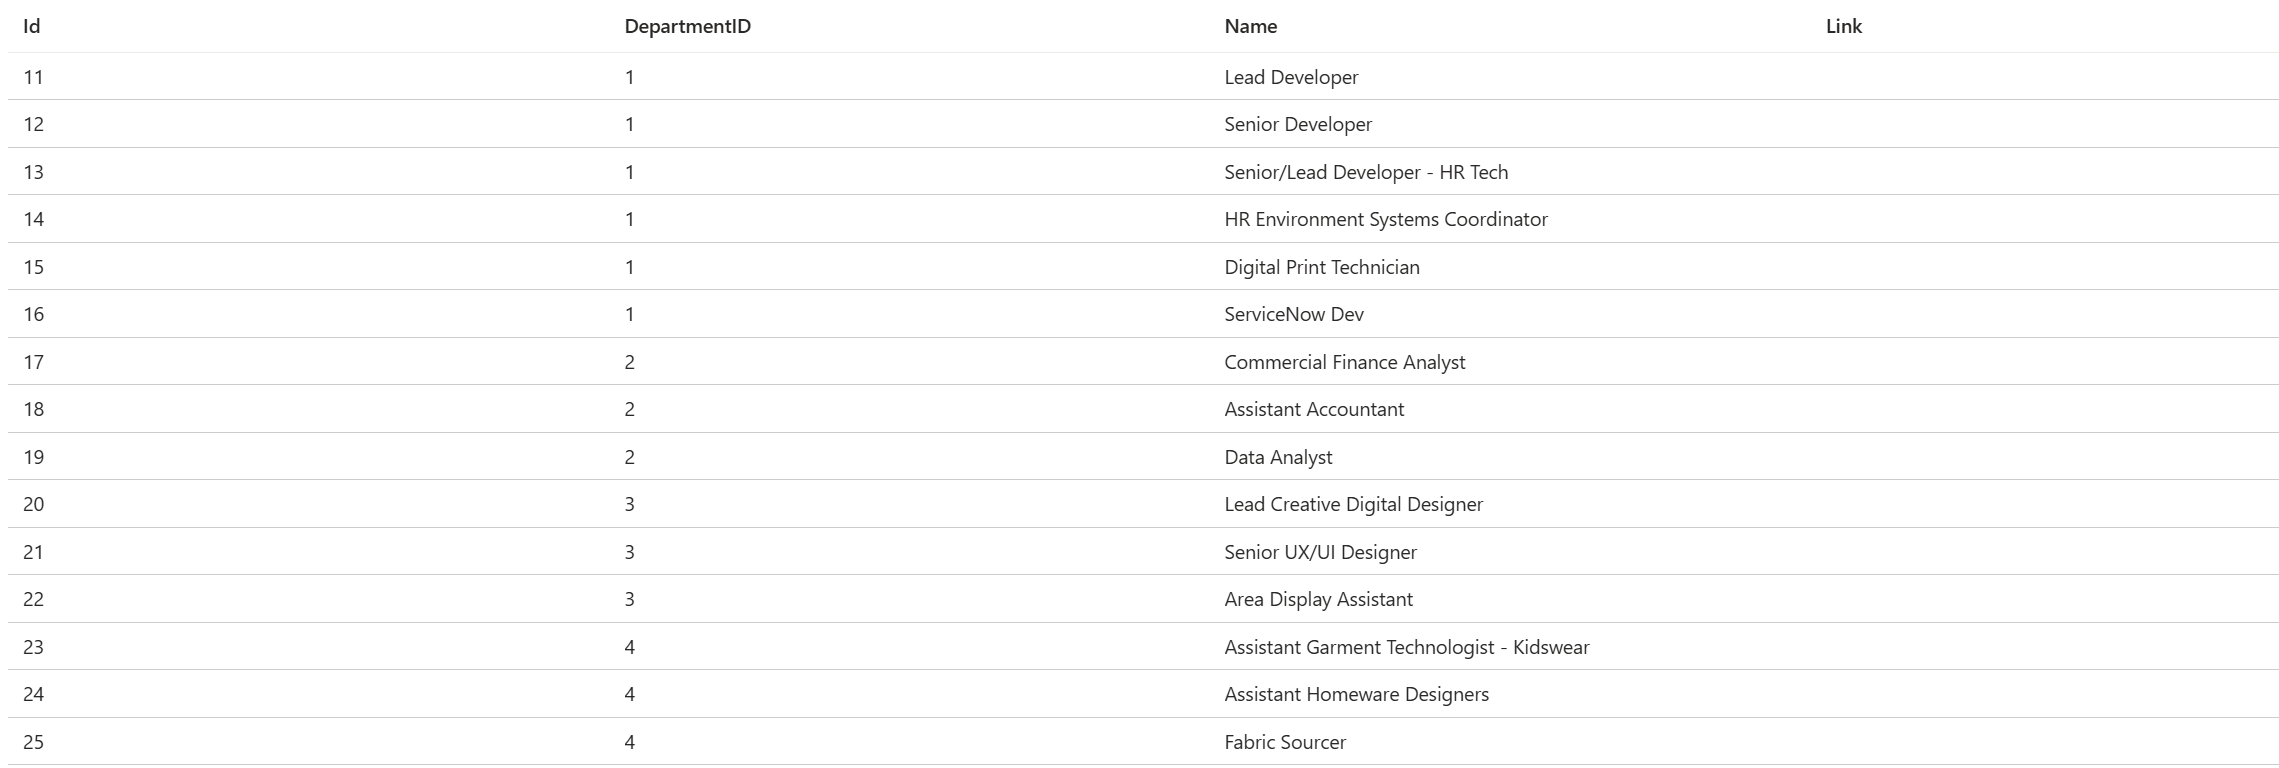 Id DepartmentID Name Link
11 1 Lead Developer
12 1 Senior Developer
13 1 Senior/Lead Developer - HR Tech
14 1 HR Environment Systems Coordinator
15 1 Digital Print Technician
16 1 ServiceNow Dev
17 2 Commercial Finance Analyst
18 2 Assistant Accountant
19 2 Data Analyst
20 3 Lead Creative Digital Designer
21 3 Senior UX/UI Designer
22 3 Area Display Assistant
23 4 Assistant Garment Technologist - Kidswear
24 4 Assistant Homeware Designers
25 4 Fabric Sourcer